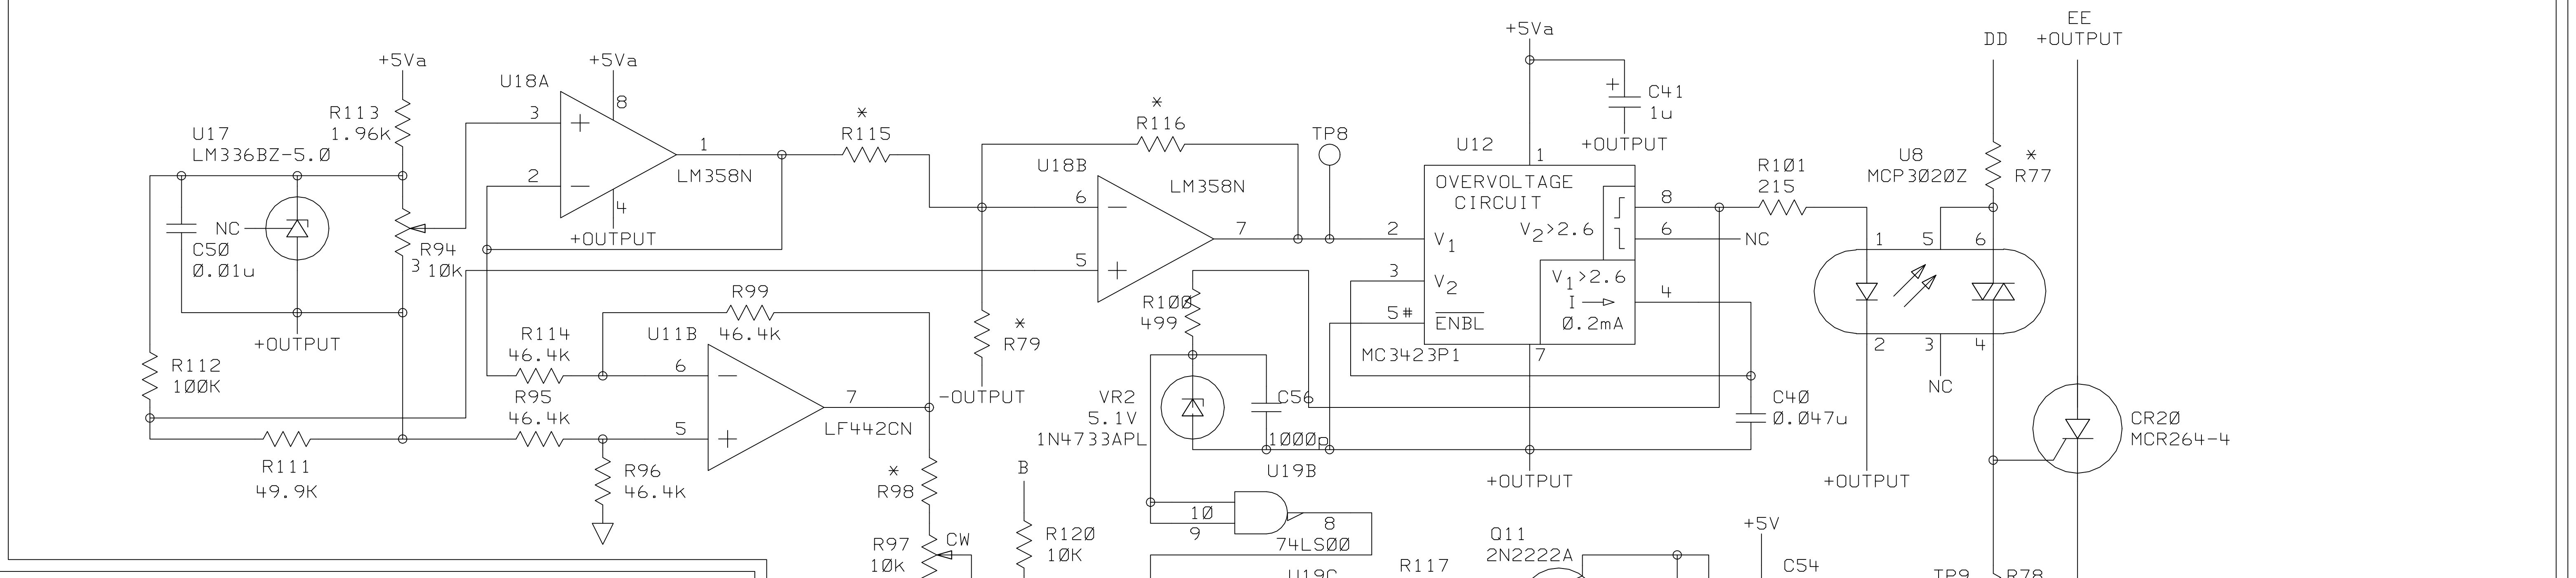 EE
+5Va
DD
+OUTPUT
+5Va
+5Va
U18A
8
C41
1u
+
*
*
R113
1.96K
3
+
U17
LM336BZ-5.0
R115
R116
TP8
U12
1
+OUTPUT
1
2
−
LM358N
U18B
LM358N
OVERVOLTAGE
CIRCUIT
R101
215
U8
MCP3020Z
*
R77
4
6
−
8
NC
+OUTPUT
7
2
V1
V2>2.6
6
NC
1
5
6
C50
0.01u
R94
10K
3
5
+
3
V2
V1>2.6
I
0.2mA
4
R99
46.4K
R100
499
5#
ENBL
+OUTPUT
R114
46.4K
U11B
*
R79
MC3423P1
7
2
3
4
R112
100K
6
−
NC
R95
46.4K
7
-OUTPUT
VR2
5.1V
1N4733APL
C56
1000p
C40
0.047u
5
+
LF442CN
CR20
MCR264-4
R111
49.9K
R96
46.4K
*
R98
B
U19B
+OUTPUT
+OUTPUT
10
9
8
74LS00
+5V
R97
10K
CW
R120
10K
Q11
2N2222A
R117
C54
U19C
TP9
R78